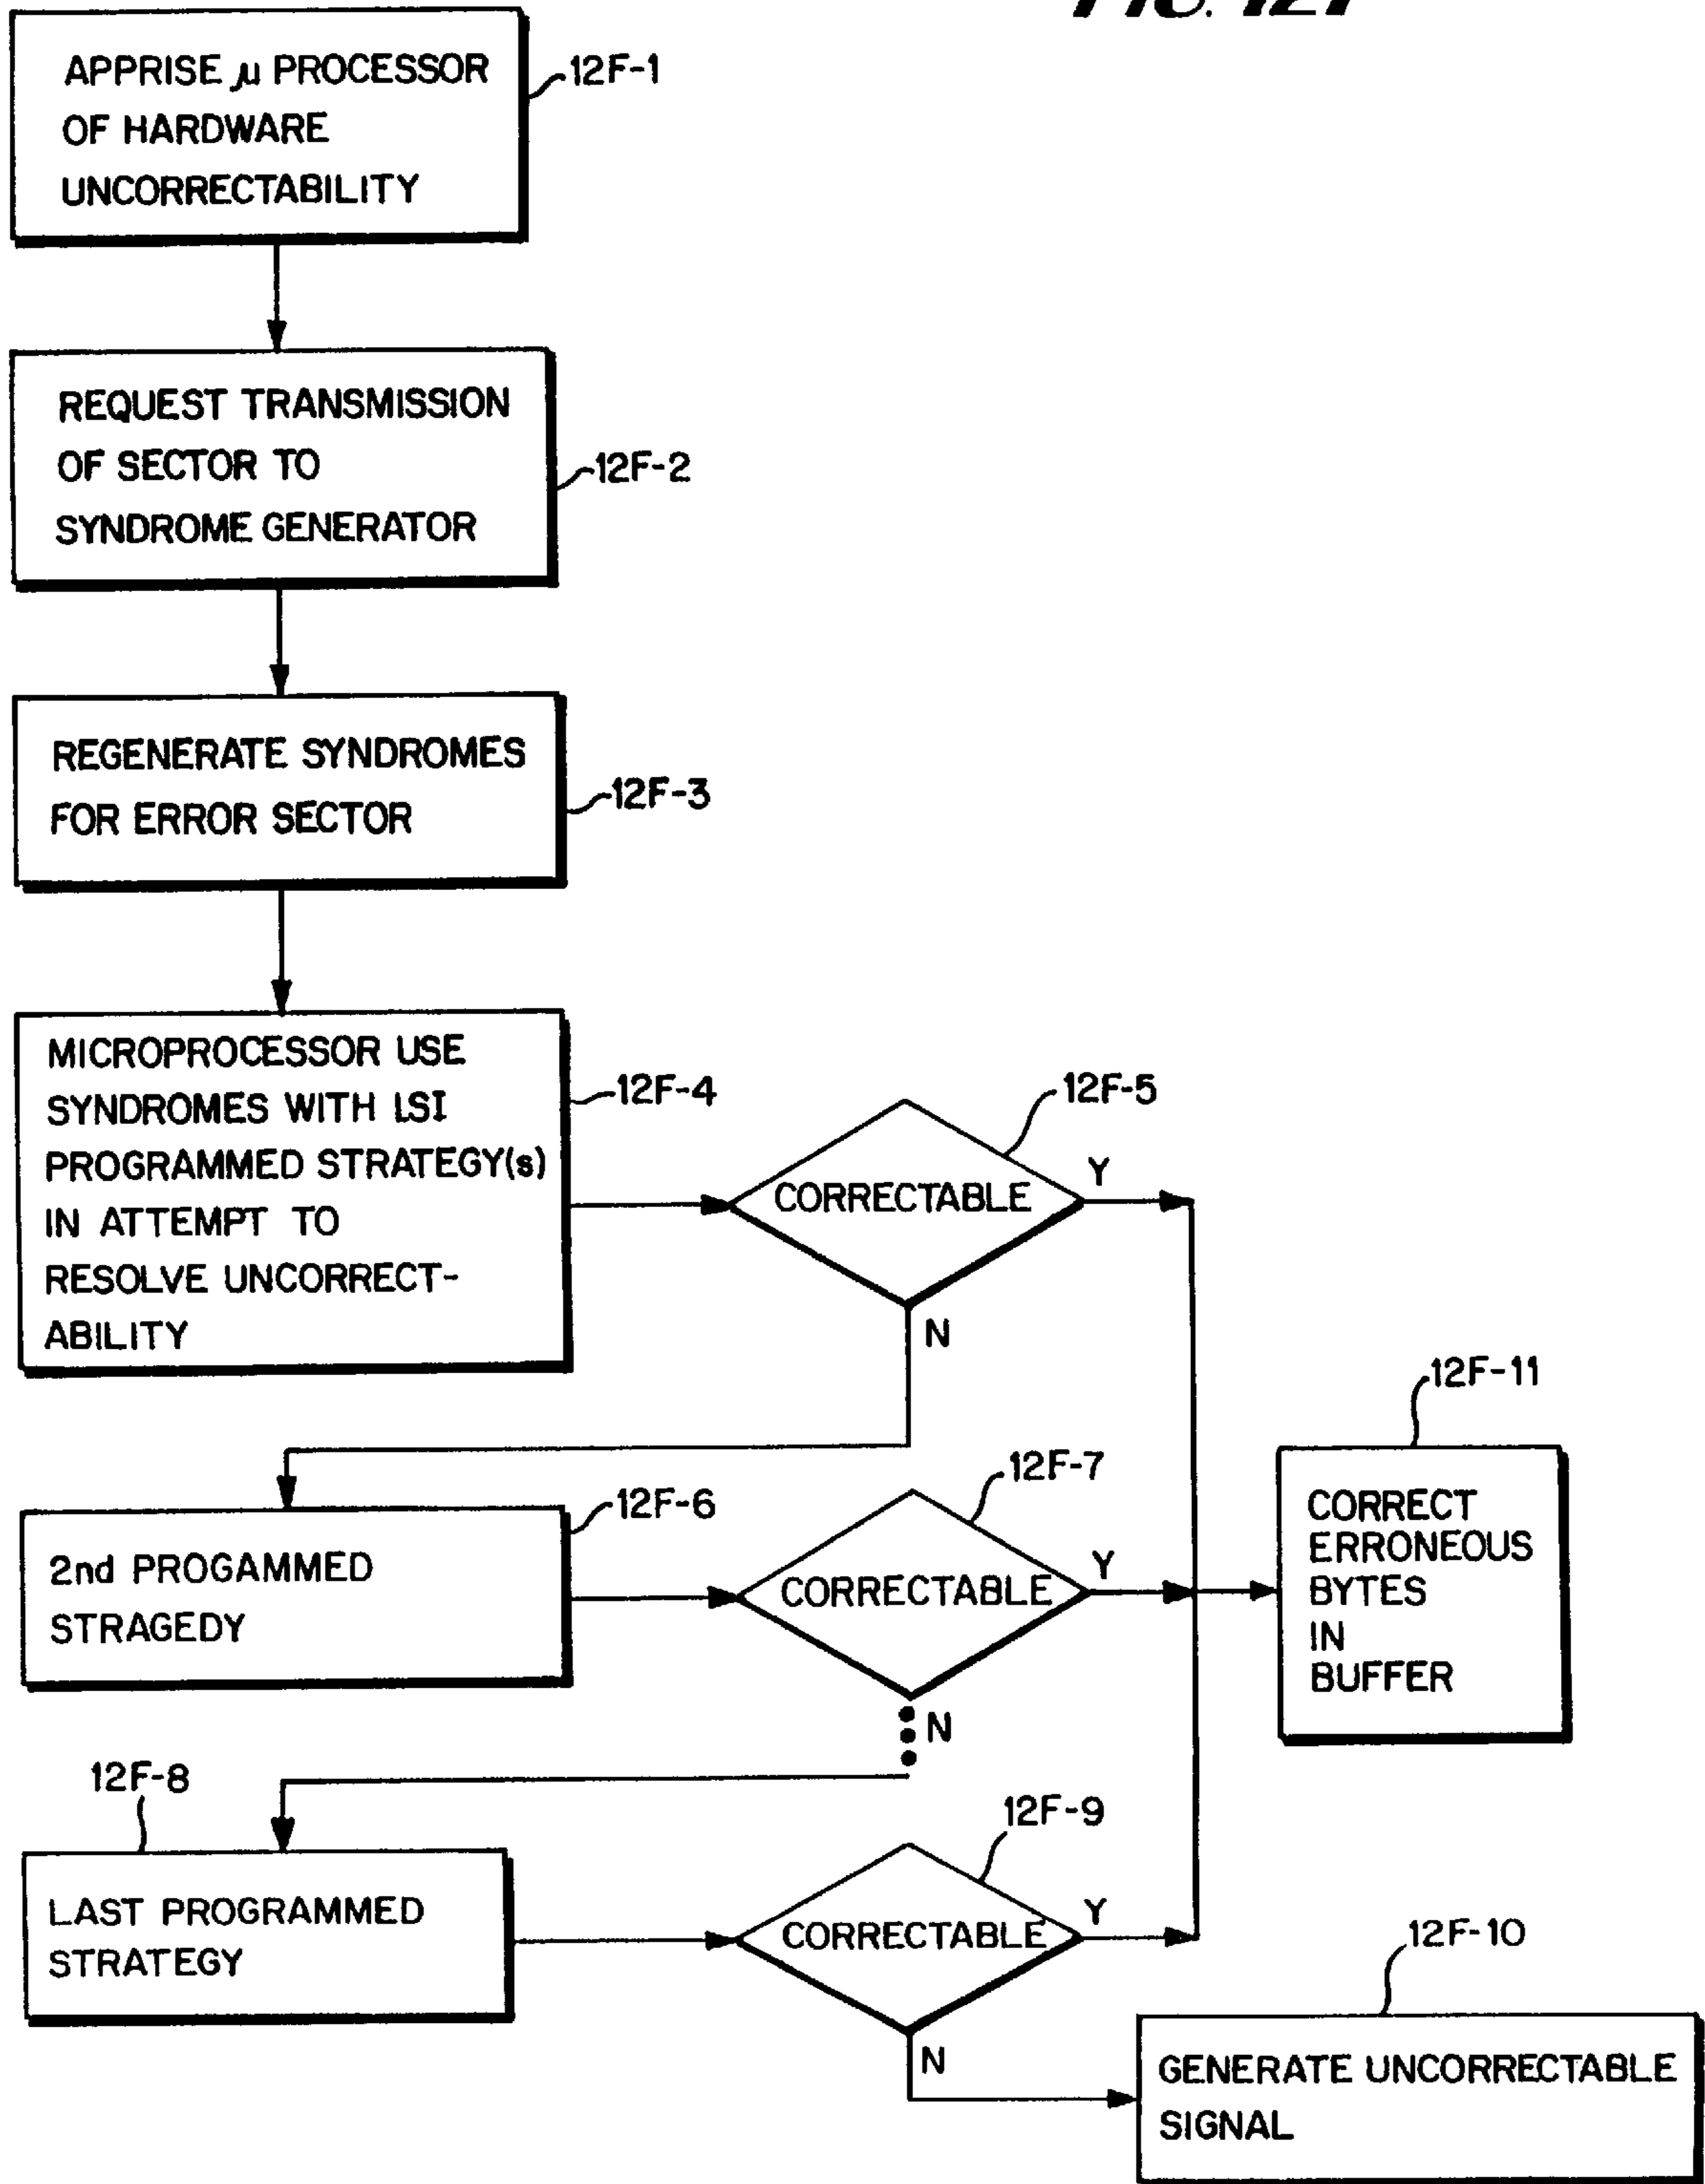 FIG. 12F
APPRISE μ PROCESSOR
OF HARDWARE
UNCORRECTABILITY
12F-1
REQUEST TRANSMISSION
OF SECTOR TO
SYNDROME GENERATOR
12F-2
REGENERATE SYNDROMES
FOR ERROR SECTOR
12F-3
MICROPROCESSOR USE
SYNDROMES WITH LSI
PROGRAMMED STRATEGY(s)
IN ATTEMPT TO
RESOLVE UNCORRECT-
ABILITY
12F-4
12F-5
CORRECTABLE
Y
N
2nd PROGAMMED
STRAGEDY
12F-6
12F-7
CORRECTABLE
Y
N
12F-11
CORRECT
ERRONEOUS
BYTES
IN
BUFFER
12F-8
LAST PROGRAMMED
STRATEGY
12F-9
CORRECTABLE
Y
N
12F-10
GENERATE UNCORRECTABLE
SIGNAL